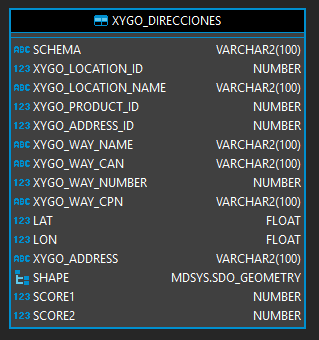 XYGO_DIRECCIONES
ABC SCHEMA VARCHAR2(100)
123 XYGO_LOCATION_ID NUMBER
ABC XYGO_LOCATION_NAME VARCHAR2(100)
123 XYGO_PRODUCT_ID NUMBER
123 XYGO_ADDRESS_ID NUMBER
ABC XYGO_WAY_NAME VARCHAR2(100)
ABC XYGO_WAY_CAN VARCHAR2(100)
123 XYGO_WAY_NUMBER NUMBER
ABC XYGO_WAY_CPN VARCHAR2(100)
123 LAT FLOAT
123 LON FLOAT
ABC XYGO_ADDRESS VARCHAR2(100)
SHAPE MDSYS.SDO_GEOMETRY
123 SCORE1 NUMBER
123 SCORE2 NUMBER